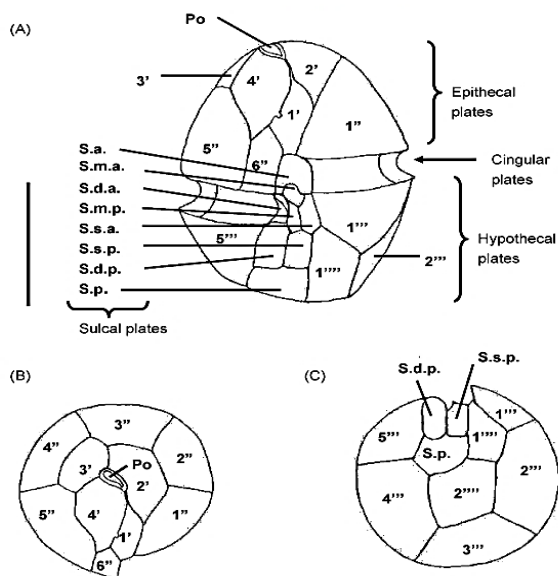 (A)
Po
3’
4’
2’
1’
1’’
5’’
6’’
Epithecal
plates
Cingular
plates
S.a.
S.m.a.
S.d.a.
S.m.p.
S.s.a.
S.s.p.
S.d.p.
S.p.
Sulcal plates
5’’’
1’’’
1’’’’
2’’’
Hypothecal
plates
(B)
3’’
4’’
3’
Po
2’
2’’
5’’
4’
1’
1’’
6’’
(C)
S.d.p.
S.s.p.
1’’’
5’’’
1’’’’
S.p.
2’’’
4’’’
2’’’’
3’’’